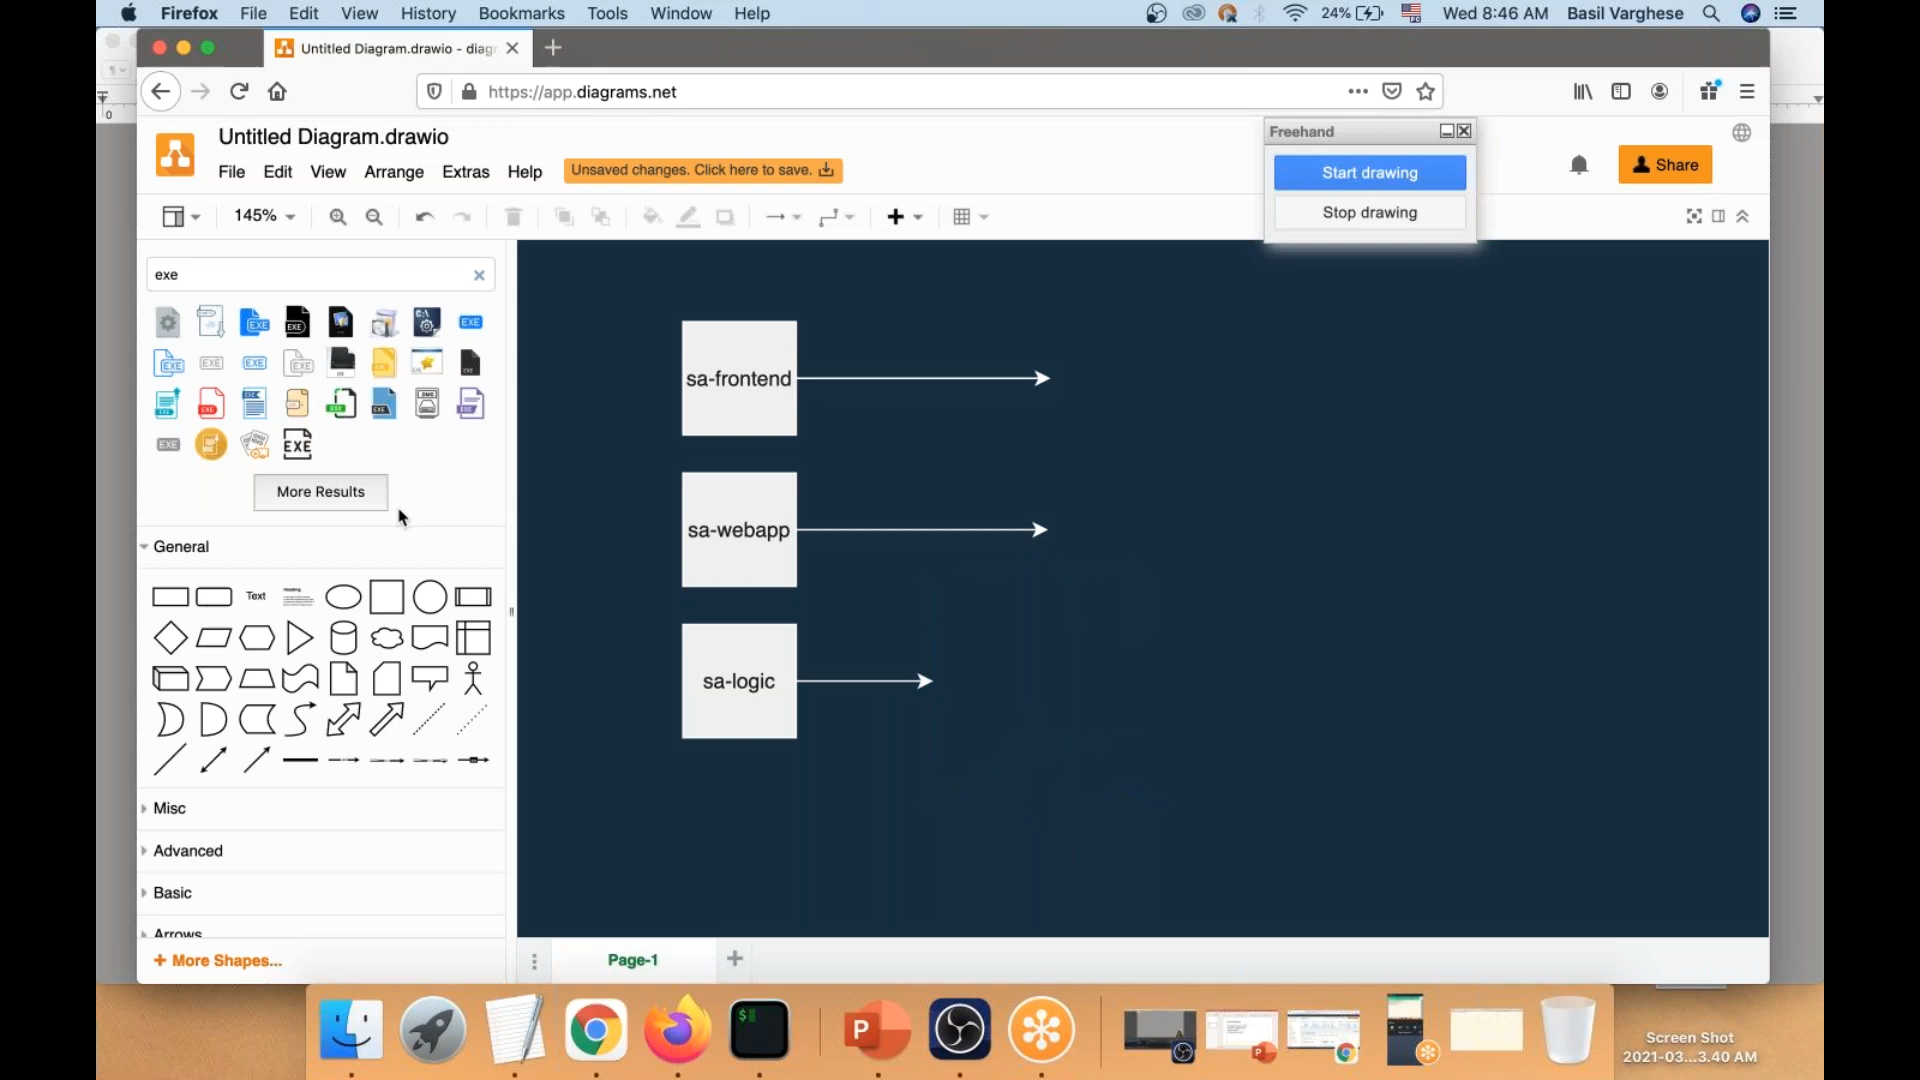 Firefox File Edit View History Bookmarks Tools Window Help 24% Wed 8:46 AM Basil Varghese
Untitled Diagram.drawio - diagr
https://app.diagrams.net
Untitled Diagram.drawio
File Edit View Arrange Extras Help Unsaved changes. Click here to save.
Freehand
Start drawing
Stop drawing
Share
145%
exe
More Results
General
Text
Misc
Advanced
Basic
Arrows
+ More Shapes...
sa-frontend
sa-webapp
sa-logic
Page-1
Screen Shot
2021-03...3.40 AM